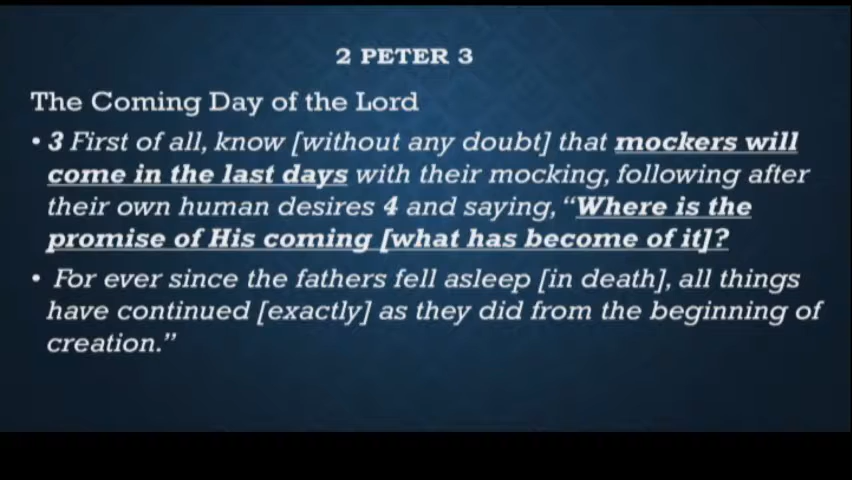 2 PETER 3
The Coming Day of the Lord
• 3 First of all, know [without any doubt] that mockers will
come in the last days with their mocking, following after
their own human desires 4 and saying, “Where is the
promise of His coming [what has become of it]?
• For ever since the fathers fell asleep [in death], all things
have continued [exactly] as they did from the beginning of
creation.”